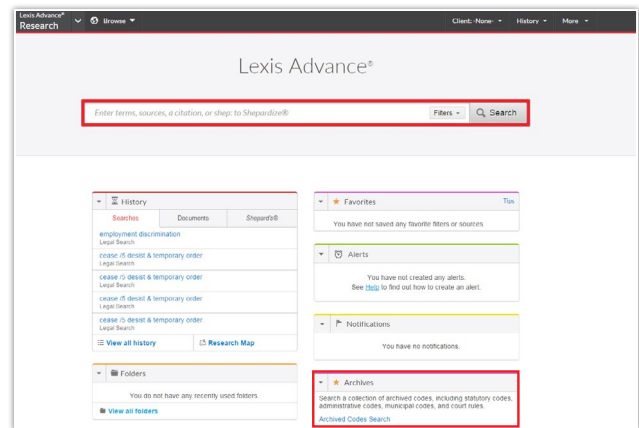 Lexis Advance®
Research
Browse
Client: -None-
History
More
Lexis Advance®
Enter terms, sources, a citation, or shep: to Shepardize®
Filters
Search
History
Searches Documents Shepard's®
employment discrimination
Legal Search
cease /5 desist & temporary order
Legal Search
cease /5 desist & temporary order
Legal Search
cease /5 desist & temporary order
Legal Search
cease /5 desist & temporary order
Legal Search
View all history Research Map
Folders
You do not have any recently used folders.
View all folders
Favorites Tips
You have not saved any favorite filters or sources
Alerts
You have not created any alerts.
See Help to find out how to create an alert.
Notifications
You have no notifications.
Archives
Search a collection of archived codes, including statutory codes,
administrative codes, municipal codes, and court rules.
Archived Codes Search